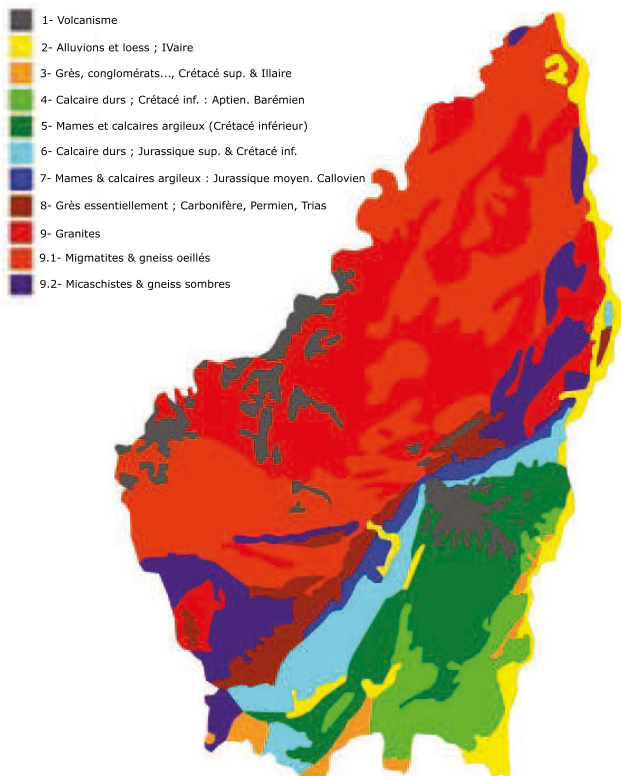 1- Volcanisme
2- Alluvions et loess ; IVaire
3- Grès, conglomérats..., Crétacé sup. & IIIaire
4- Calcaire durs ; Crétacé inf. : Aptien. Barémien
5- Mames et calcaires argileux (Crétacé inférieur)
6- Calcaire durs ; Jurassique sup. & Crétacé inf.
7- Mames & calcaires argileux : Jurassique moyen. Callovien
8- Grès essentiellement ; Carbonifère, Permien, Trias
9- Granites
9.1- Migmatites & gneiss oeillés
9.2- Micaschistes & gneiss sombres